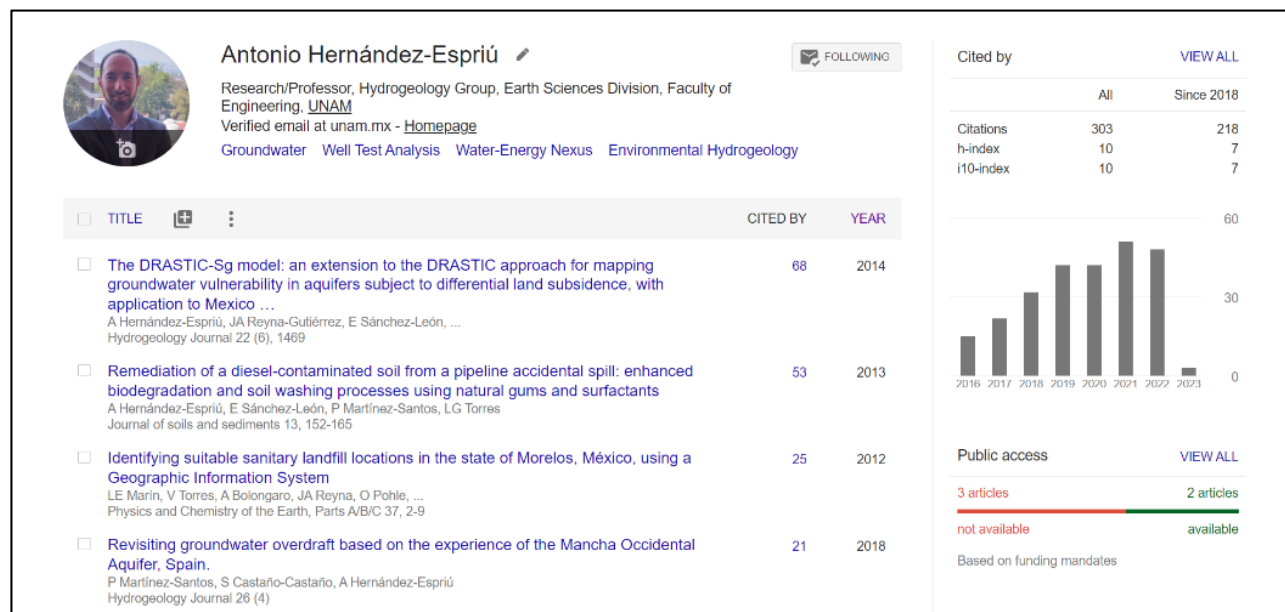 Antonio Hernández-Espriú
FOLLOWING
Research/Professor, Hydrogeology Group, Earth Sciences Division, Faculty of
Engineering, UNAM
Verified email at unam.mx - Homepage
Groundwater Well Test Analysis Water-Energy Nexus Environmental Hydrogeology
TITLE CITED BY YEAR
The DRASTIC-Sg model: an extension to the DRASTIC approach for mapping 68 2014
groundwater vulnerability in aquifers subject to differential land subsidence, with
application to Mexico …
A Hernández-Espriú, JA Reyna-Gutiérrez, E Sánchez-León, ...
Hydrogeology Journal 22 (6), 1469
Remediation of a diesel-contaminated soil from a pipeline accidental spill: enhanced 53 2013
biodegradation and soil washing processes using natural gums and surfactants
A Hernández-Espriú, E Sánchez-León, P Martínez-Santos, LG Torres
Journal of soils and sediments 13, 152-165
Identifying suitable sanitary landfill locations in the state of Morelos, México, using a 25 2012
Geographic Information System
LE Marín, V Torres, A Bolongaro, JA Reyna, O Pohle, ...
Physics and Chemistry of the Earth, Parts A/B/C 37, 2-9
Revisiting groundwater overdraft based on the experience of the Mancha Occidental 21 2018
Aquifer, Spain.
P Martínez-Santos, S Castaño-Castaño, A Hernández-Espriú
Hydrogeology Journal 26 (4)
Cited by VIEW ALL
All Since 2018
Citations 303 218
h-index 10 7
i10-index 10 7
60
30
0
2016 2017 2018 2019 2020 2021 2022 2023
Public access VIEW ALL
3 articles 2 articles
not available available
Based on funding mandates